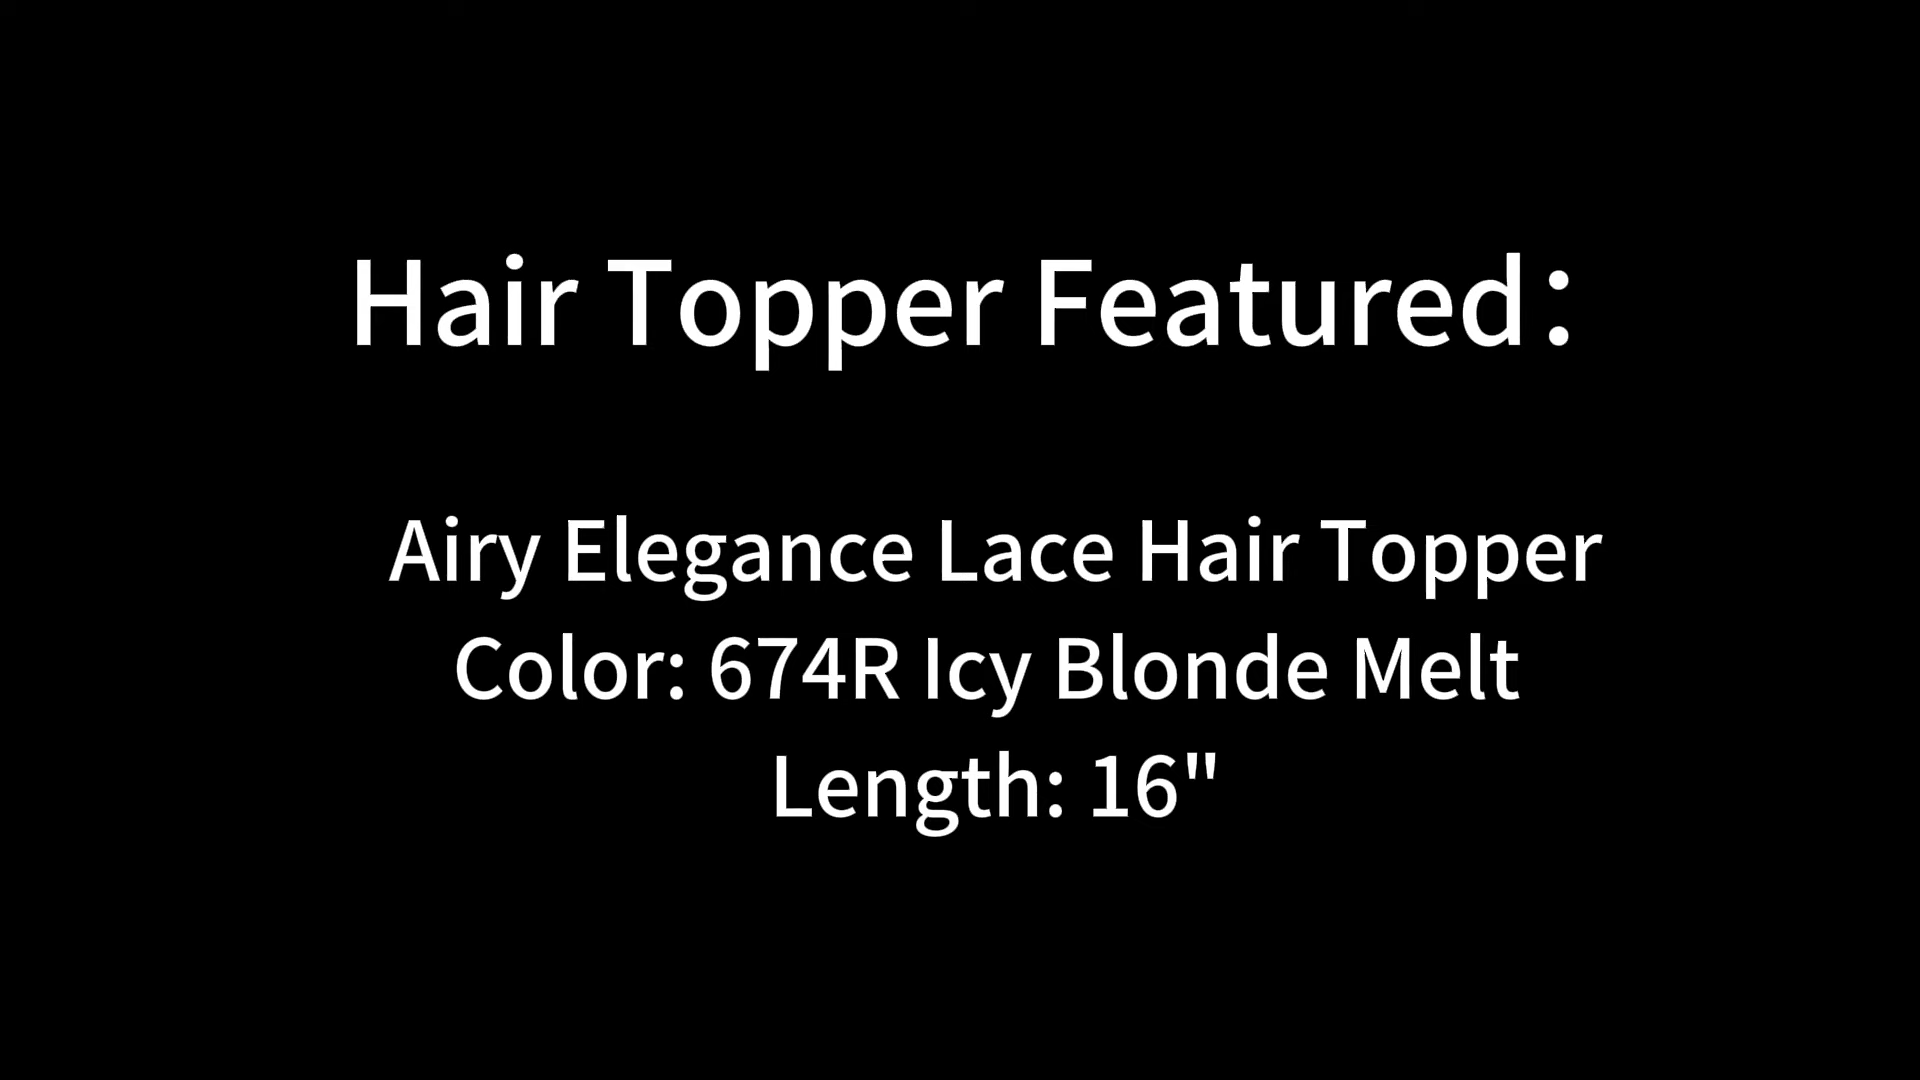 Hair Topper Featured：
Airy Elegance Lace Hair Topper
Color: 674R Icy Blonde Melt
Length: 16"